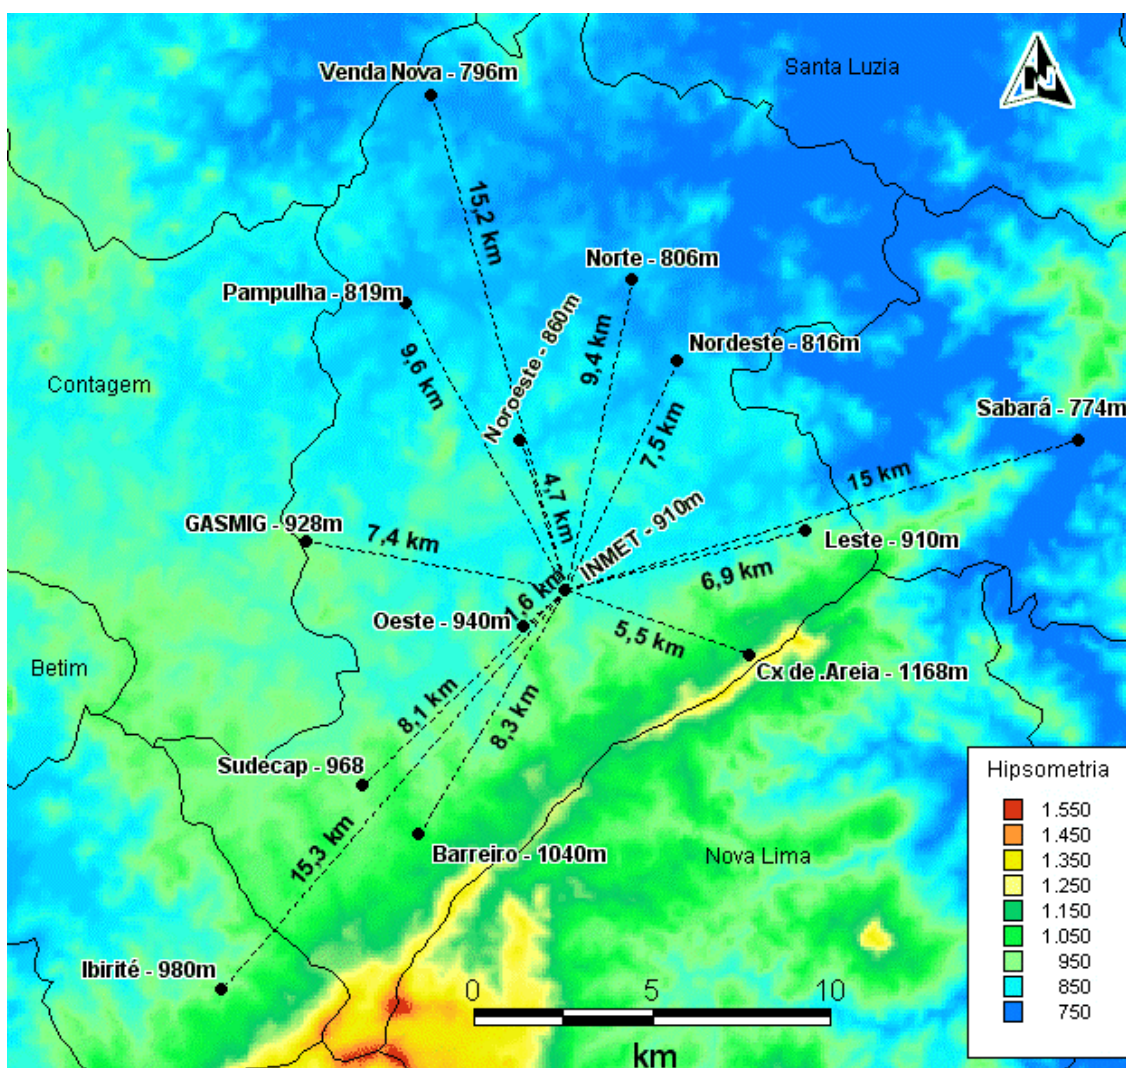 Venda Nova - 796m
Santa Luzia
N
15,2 km
Norte - 806m
Pampulha - 819m
Noroeste - 860m
9,4 km
Nordeste - 816m
9,6 km
Contagem
7,5 km
Sabará - 774m
15 km
4,7 km
GASMIG - 928m
7,4 km
INMET - 910m
Leste - 910m
1,6 km
6,9 km
Oeste - 940m
5,5 km
Betim
Cx de .Areia - 1168m
8,1 km
8,3 km
Sudecap - 968
15,3 km
Barreiro - 1040m
Nova Lima
Ibirité - 980m
0 5 10
km
Hipsometria
1.550
1.450
1.350
1.250
1.150
1.050
950
850
750